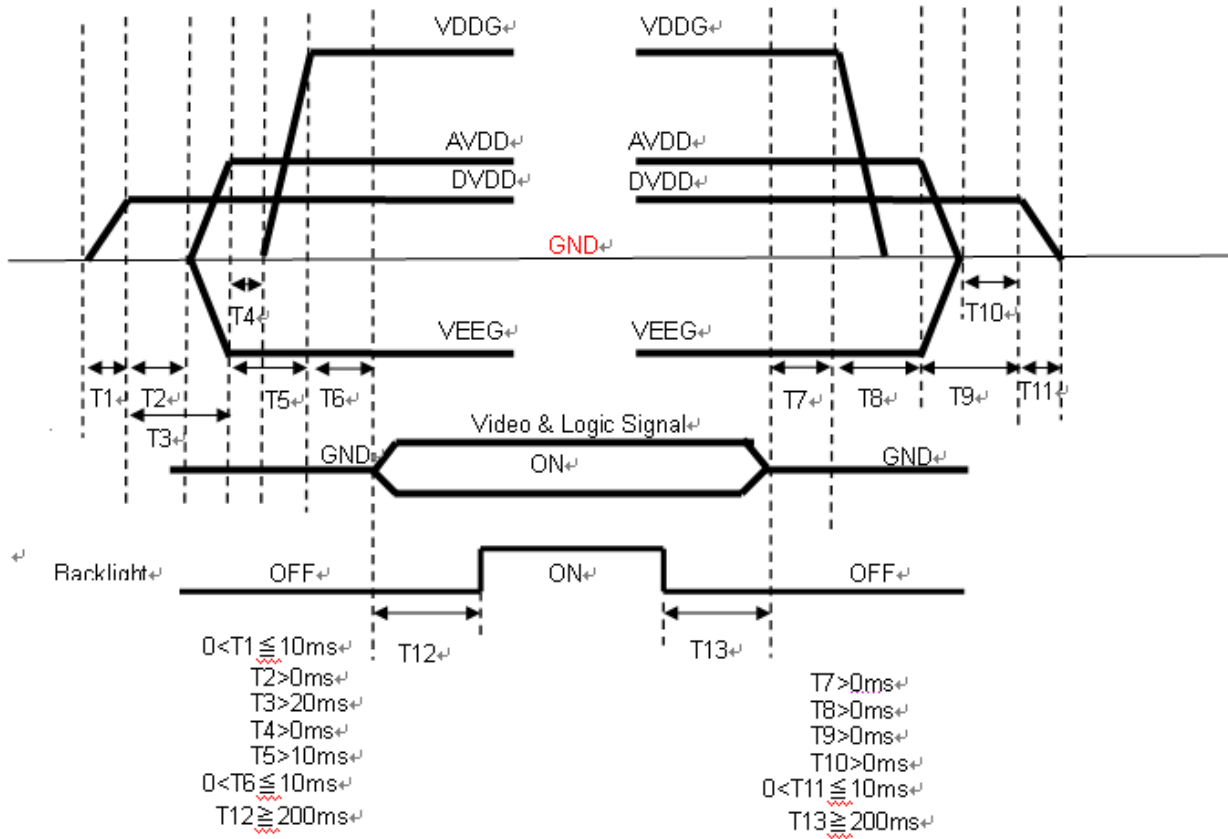 VDDG↵ VDDG↵
AVDD↵ AVDD↵
DVDD↵ DVDD↵
GND↵
T4↵ T10↵
VEEG↵ VEEG↵
T1↵ T2↵ T5↵ T6↵ T7↵ T8↵ T9↵ T11↵
T3↵
Video & Logic Signal↵
GND↵ ON↵ GND↵
↵
Backlight↵ OFF↵ ON↵ OFF↵
T12↵ T13↵
0<T1≦10ms↵
T2>0ms↵
T3>20ms↵
T4>0ms↵
T5>10ms↵
0<T6≦10ms↵
T12≧200ms↵
T7>0ms↵
T8>0ms↵
T9>0ms↵
T10>0ms↵
0<T11≦10ms↵
T13≧200ms↵